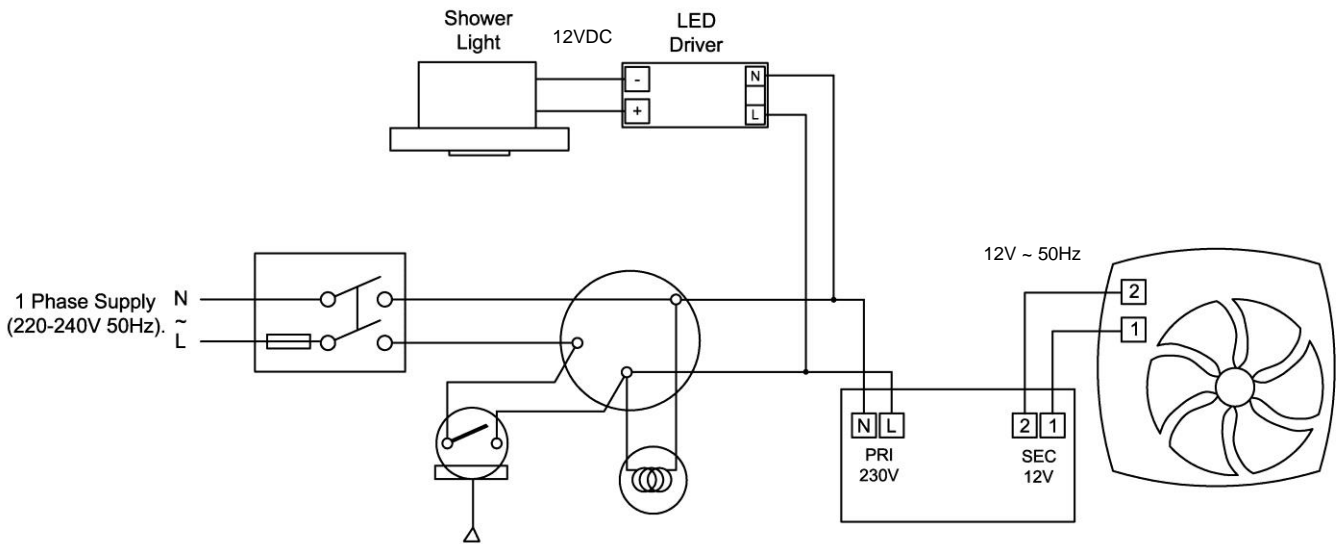 Shower
Light
12VDC
LED
Driver
-
+
N
L
1 Phase Supply
(220-240V 50Hz).
N
~
L
12V ~ 50Hz
2
1
N L
PRI
230V
2 1
SEC
12V